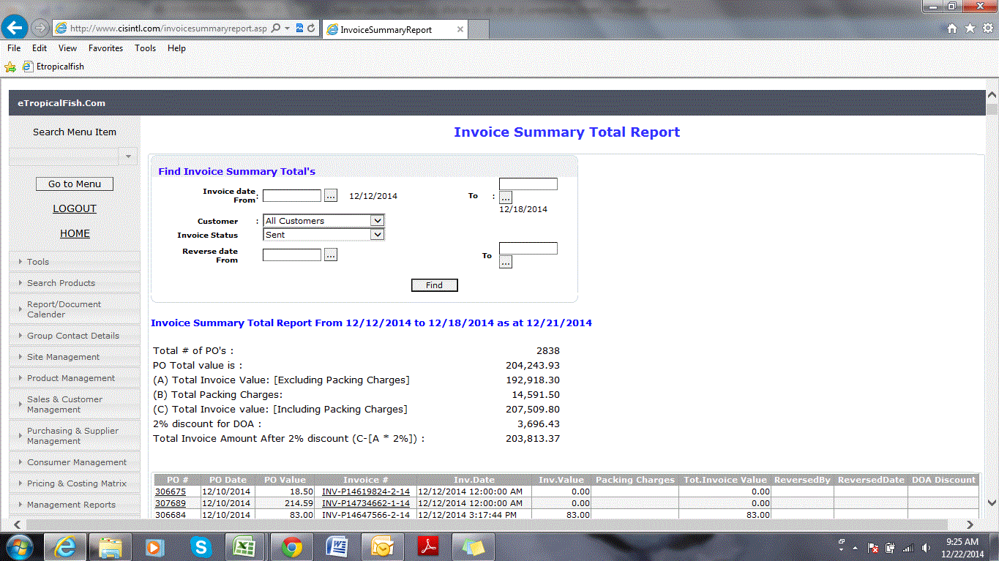 http://www.cisintl.com/invoicesummaryreport.asp
InvoiceSummaryReport
File Edit View Favorites Tools Help
Etropicalfish
eTropicalFish.Com
Search Menu Item
Go to Menu
LOGOUT
HOME
Tools
Search Products
Report/Document
Calender
Group Contact Details
Site Management
Product Management
Sales & Customer
Management
Purchasing & Supplier
Management
Consumer Management
Pricing & Costing Matrix
Management Reports
Invoice Summary Total Report
Find Invoice Summary Total's
Invoice date
From : ... 12/12/2014 To : ...
12/18/2014
Customer : All Customers
Invoice Status Sent
Reverse date
From ... To ...
Find
Invoice Summary Total Report From 12/12/2014 to 12/18/2014 as at 12/21/2014
Total # of PO's : 2838
PO Total value is : 204,243.93
(A) Total Invoice Value: [Excluding Packing Charges] 192,918.30
(B) Total Packing Charges: 14,591.50
(C) Total Invoice value: [Including Packing Charges] 207,509.80
2% discount for DOA : 3,696.43
Total Invoice Amount After 2% discount (C-[A * 2%]) : 203,813.37
PO # PO Date PO Value Invoice # Inv.Date Inv.Value Packing Charges Tot.Invoice Value ReversedBy ReversedDate DOA Discount
306675 12/10/2014 18.50 INV-P14619824-2-14 12/12/2014 12:00:00 AM 0.00 0.00
307689 12/10/2014 214.59 INV-P14734662-1-14 12/12/2014 12:00:00 AM 0.00 0.00
306684 12/10/2014 83.00 INV-P14647566-2-14 12/12/2014 3:17:44 PM 83.00 83.00
9:25 AM
12/22/2014